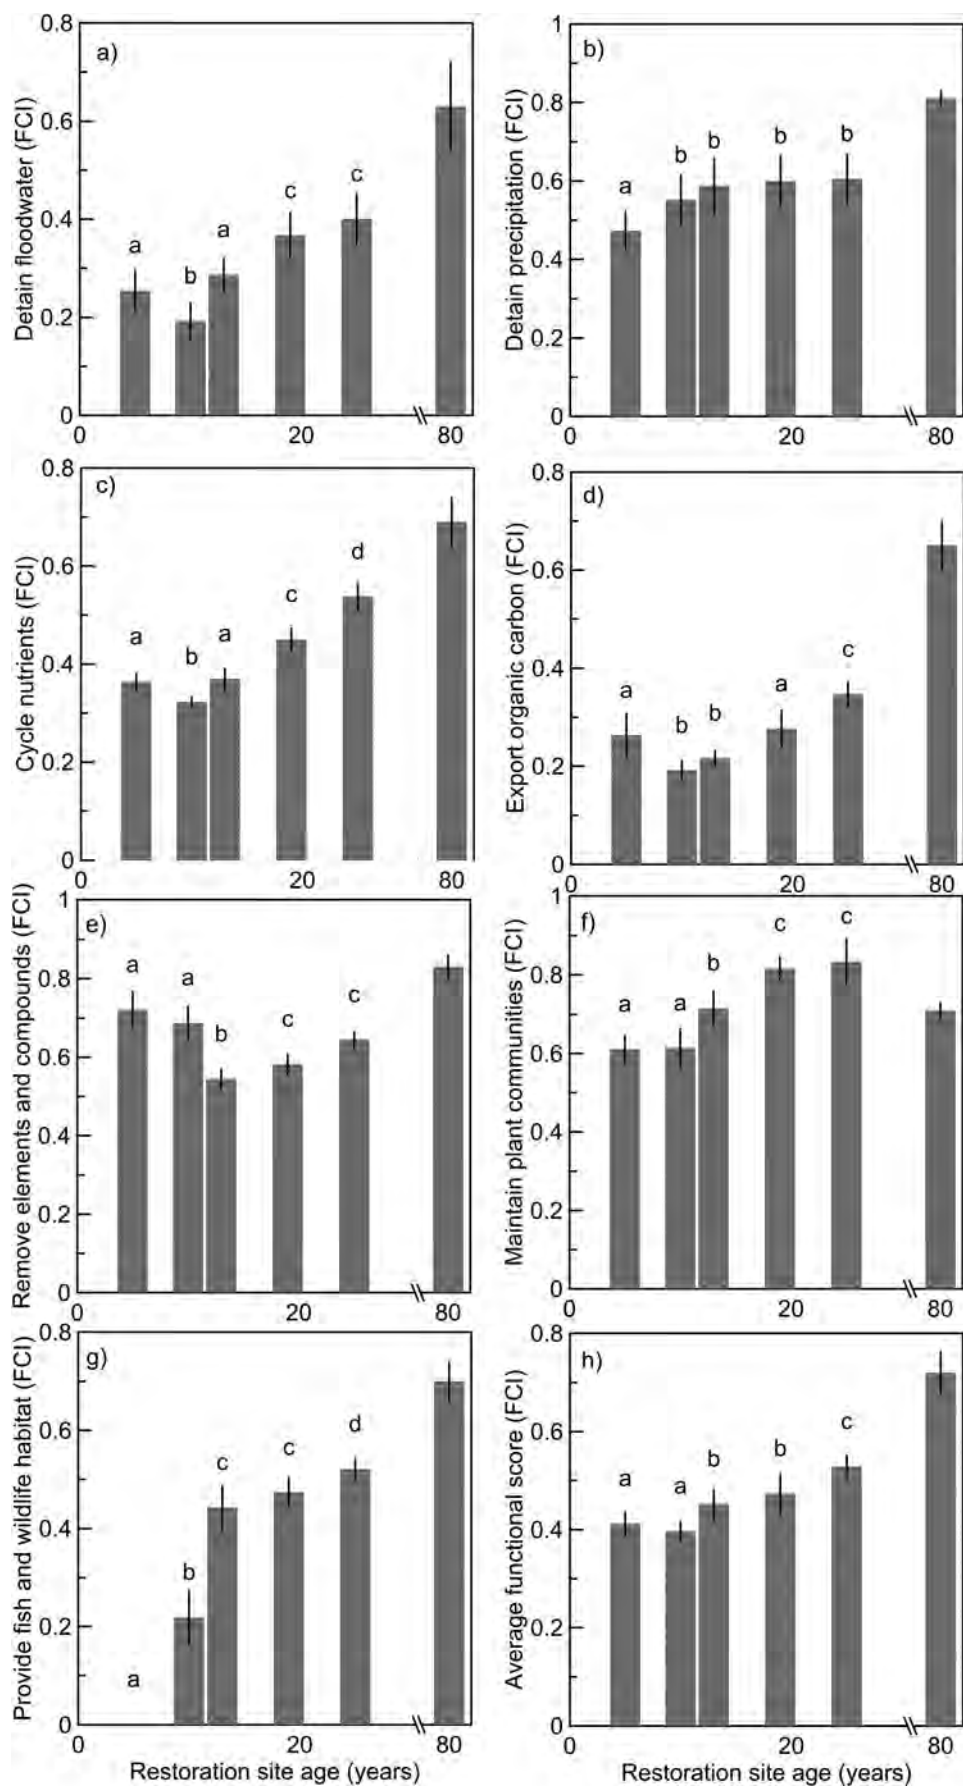 a)
Detain floodwater (FCI)
0.8
0.6
0.4
0.2
0
a
b
a
c
c
0
20
80
b)
Detain precipitation (FCI)
1
0.8
0.6
0.4
0.2
0
a
b
b
b
b
0
20
80
c)
Cycle nutrients (FCI)
0.8
0.6
0.4
0.2
0
a
b
a
c
d
0
20
80
d)
Export organic carbon (FCI)
0.8
0.6
0.4
0.2
0
a
b
b
a
c
0
20
80
e)
Remove elements and compounds (FCI)
1
0.8
0.6
0.4
0.2
0
a
a
b
c
c
0
20
80
f)
Maintain plant communities (FCI)
1
0.8
0.6
0.4
0.2
0
a
a
b
c
c
0
20
80
g)
Provide fish and wildlife habitat (FCI)
0.8
0.6
0.4
0.2
0
a
b
c
c
d
0
20
80
Restoration site age (years)
h)
Average functional score (FCI)
0.8
0.6
0.4
0.2
0
a
a
b
b
c
0
20
80
Restoration site age (years)